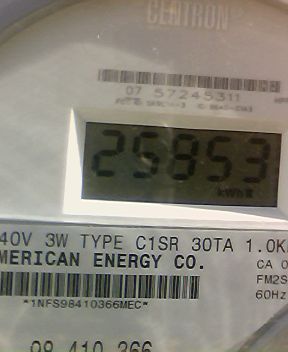 CENTRON®
07 57245311
25853
kWh
40V 3W TYPE C1SR 30TA 1.0K
MERICAN ENERGY CO.
CA 0
FM2S
60Hz
*1NFS98410366MEC*
98 410 366